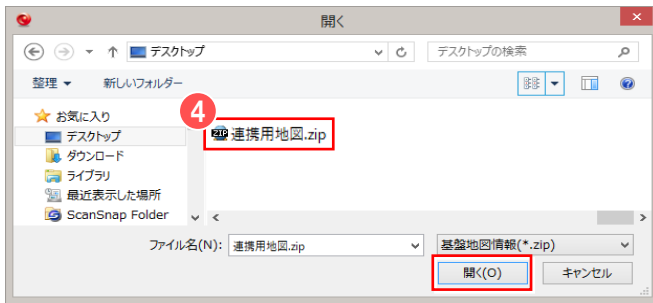 開く
デスクトップ
デスクトップの検索
整理
新しいフォルダー
お気に入り
デスクトップ
ダウンロード
ライブラリ
最近表示した場所
ScanSnap Folder
4
ZIP 連携用地図.zip
ファイル名(N): 連携用地図.zip
基盤地図情報(*.zip)
開く(O)
キャンセル